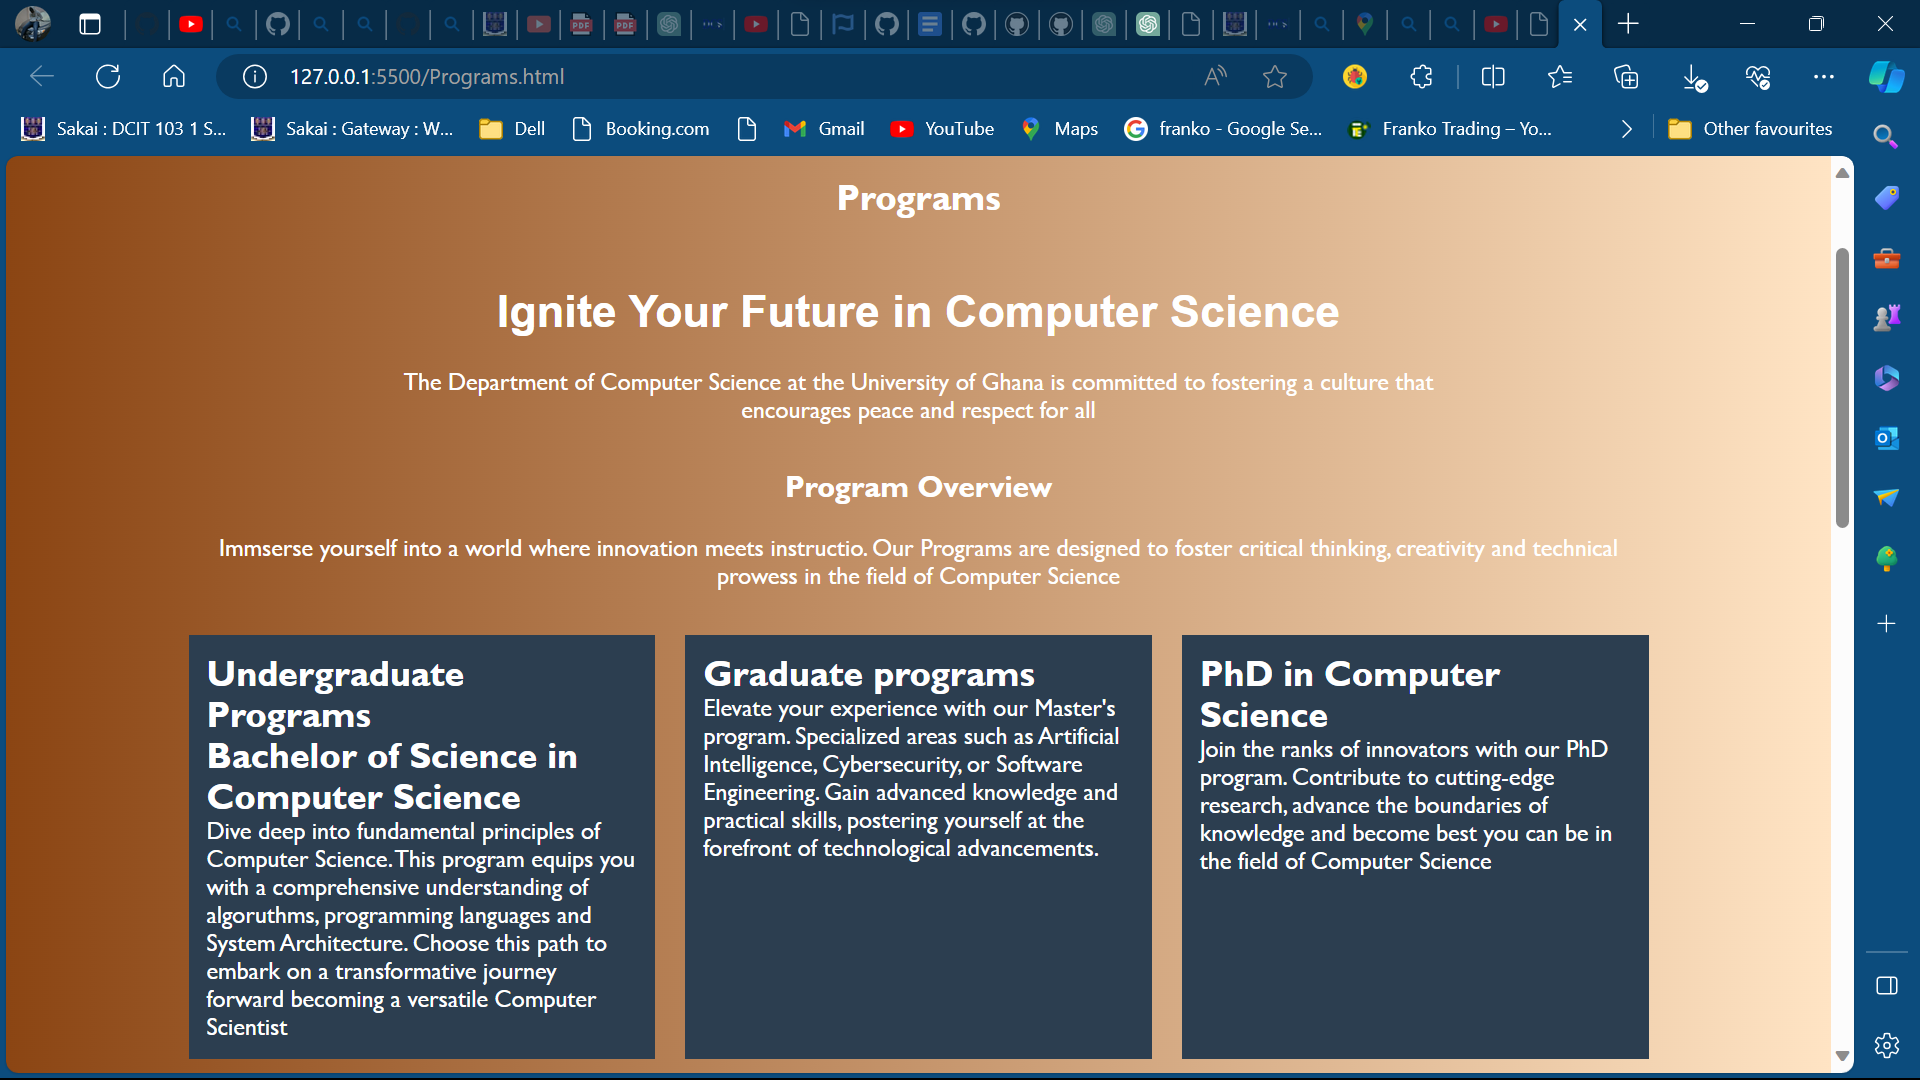 127.0.0.1:5500/Programs.html
Sakai : DCIT 103 1 S...
Sakai : Gateway : W...
Dell
Booking.com
Gmail
YouTube
Maps
franko - Google Se...
Franko Trading – Yo...
Other favourites
Programs
Ignite Your Future in Computer Science
The Department of Computer Science at the University of Ghana is committed to fostering a culture that
encourages peace and respect for all
Program Overview
Immserse yourself into a world where innovation meets instructio. Our Programs are designed to foster critical thinking, creativity and technical
prowess in the field of Computer Science
Undergraduate
Programs
Bachelor of Science in
Computer Science
Dive deep into fundamental principles of
Computer Science.This program equips you
with a comprehensive understanding of
algoruthms, programming languages and
System Architecture. Choose this path to
embark on a transformative journey
forward becoming a versatile Computer
Scientist
Graduate programs
Elevate your experience with our Master's
program. Specialized areas such as Artificial
Intelligence, Cybersecurity, or Software
Engineering. Gain advanced knowledge and
practical skills, postering yourself at the
forefront of technological advancements.
PhD in Computer
Science
Join the ranks of innovators with our PhD
program. Contribute to cutting-edge
research, advance the boundaries of
knowledge and become best you can be in
the field of Computer Science